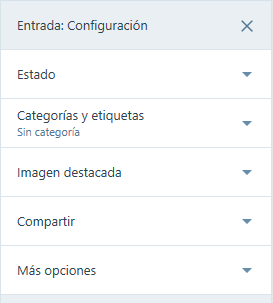 Entrada: Configuración
Estado
Categorías y etiquetas
Sin categoría
Imagen destacada
Compartir
Más opciones